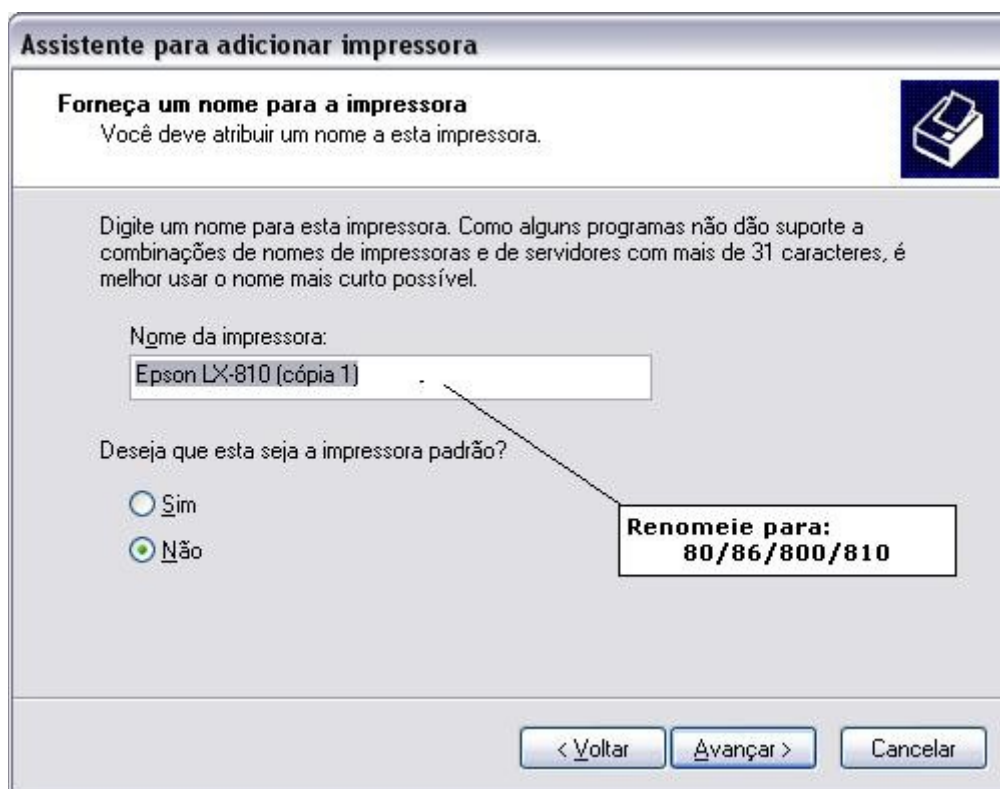 Assistente para adicionar impressora
Forneça um nome para a impressora
Você deve atribuir um nome a esta impressora.
Digite um nome para esta impressora. Como alguns programas não dão suporte a
combinações de nomes de impressoras e de servidores com mais de 31 caracteres, é
melhor usar o nome mais curto possível.
Nome da impressora:
Epson LX-810 (cópia 1)
Deseja que esta seja a impressora padrão?
Sim
Não
Renomeie para:
80/86/800/810
< Voltar
Avançar >
Cancelar